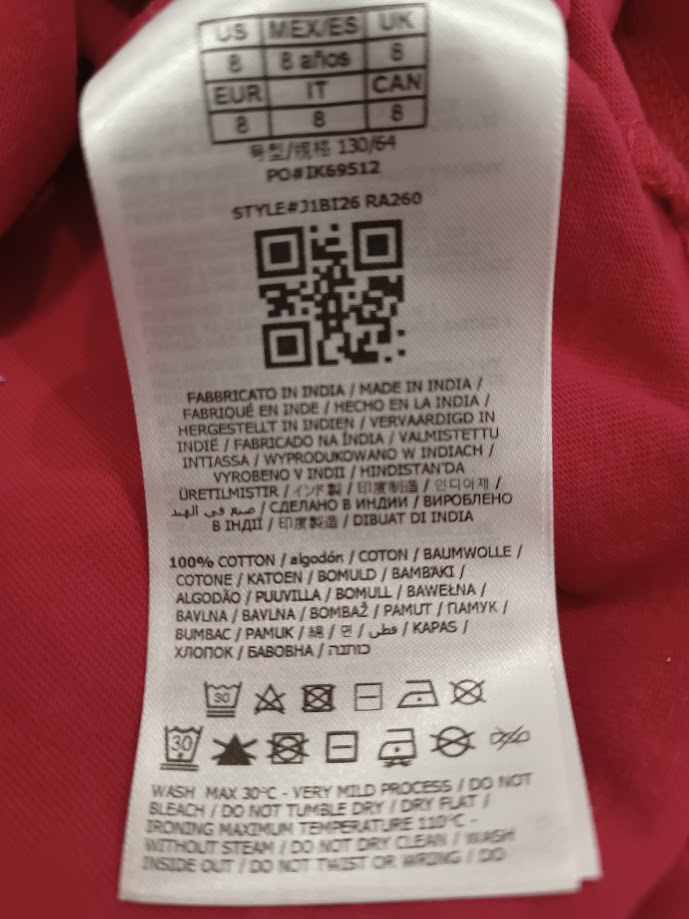 US MEX/ES UK
8 8 años 8
EUR IT CAN
8 8 8
号型/规格 130/64
PO#IK69512
STYLE#J1BI26 RA260
FABBRICATO IN INDIA / MADE IN INDIA /
FABRIQUÉ EN INDE / HECHO EN LA INDIA /
HERGESTELLT IN INDIEN / VERVAARDIGD IN
INDIË / FABRICADO NA ÍNDIA / VALMISTETTU
INTIASSA / WYPRODUKOWANO W INDIACH /
VYROBENO V INDII / HINDISTAN'DA
ÜRETILMISTIR / インド製 / 印度制造 / 인디아제 /
صنع في الهند / СДЕЛАНО В ИНДИИ / ВИРОБЛЕНО
В ІНДІЇ / 印度製造 / DIBUAT DI INDIA
100% COTTON / algodón / COTON / BAUMWOLLE /
COTONE / KATOEN / BOMULD / ΒΑΜΒΑΚΙ /
ALGODÃO / PUUVILLA / BOMULL / BAWEŁNA /
BAVLNA / BAVLNA / BOMBAŽ / PAMUT / ПАМУК /
BUMBAC / PAMUK / 綿 / 면 / قطن / KAPAS /
ХЛОПОК / БАВОВНА / כותנה
30
30
WASH MAX 30°C - VERY MILD PROCESS / DO NOT
BLEACH / DO NOT TUMBLE DRY / DRY FLAT /
IRONING MAXIMUM TEMPERATURE 110°C -
WITHOUT STEAM / DO NOT DRY CLEAN / WASH
INSIDE OUT / DO NOT TWIST OR WRING / DO